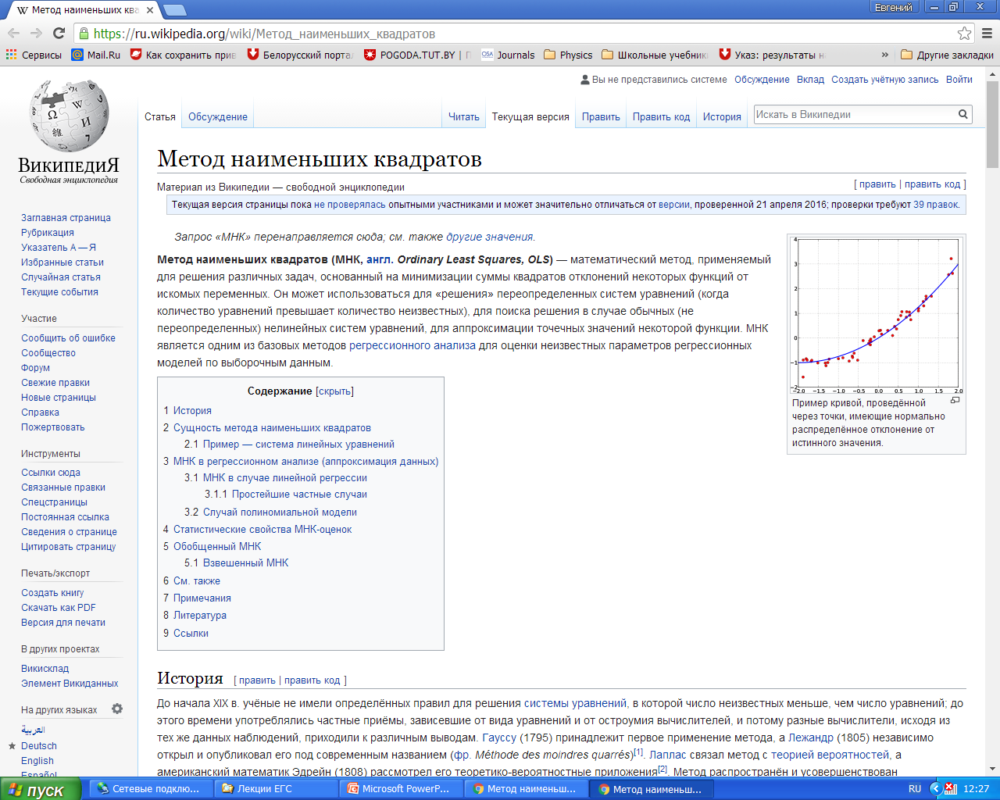 Метод наименьших ква
Евгений
https://ru.wikipedia.org/wiki/Метод_наименьших_квадратов
Сервисы
Mail.Ru
Как сохранить при
Белорусский порта
POGODA.TUT.BY | Г
OSA Journals
Physics
Школьные учебник
Указ: результаты н
» Другие закладки
Вы не представились системе Обсуждение Вклад Создать учётную запись Войти
Статья Обсуждение Читать Текущая версия Править Править код История Искать в Википедии
ВикипедиЯ
Свободная энциклопедия
Заглавная страница
Рубрикация
Указатель А — Я
Избранные статьи
Случайная статья
Текущие события
Участие
Сообщить об ошибке
Сообщество
Форум
Свежие правки
Новые страницы
Справка
Пожертвовать
Инструменты
Ссылки сюда
Связанные правки
Спецстраницы
Постоянная ссылка
Сведения о странице
Цитировать страницу
Печать/экспорт
Создать книгу
Скачать как PDF
Версия для печати
В других проектах
Викисклад
Элемент Викиданных
На других языках
العربية
Deutsch
English
Español
Метод наименьших квадратов
Материал из Википедии — свободной энциклопедии
[ править | править код ]
Текущая версия страницы пока не проверялась опытными участниками и может значительно отличаться от версии, проверенной 21 апреля 2016; проверки требуют 39 правок.
Запрос «МНК» перенаправляется сюда; см. также другие значения.
Метод наименьших квадратов (МНК, англ. Ordinary Least Squares, OLS) — математический метод, применяемый
для решения различных задач, основанный на минимизации суммы квадратов отклонений некоторых функций от
искомых переменных. Он может использоваться для «решения» переопределенных систем уравнений (когда
количество уравнений превышает количество неизвестных), для поиска решения в случае обычных (не
переопределенных) нелинейных систем уравнений, для аппроксимации точечных значений некоторой функции. МНК
является одним из базовых методов регрессионного анализа для оценки неизвестных параметров регрессионных
моделей по выборочным данным.
4
3
2
1
0
−1
−2
−2.0 −1.5 −1.0 −0.5 0.0 0.5 1.0 1.5 2.0
Пример кривой, проведённой
через точки, имеющие нормально
распределённое отклонение от
истинного значения.
Содержание [скрыть]
1 История
2 Сущность метода наименьших квадратов
2.1 Пример — система линейных уравнений
3 МНК в регрессионном анализе (аппроксимация данных)
3.1 МНК в случае линейной регрессии
3.1.1 Простейшие частные случаи
3.2 Случай полиномиальной модели
4 Статистические свойства МНК-оценок
5 Обобщенный МНК
5.1 Взвешенный МНК
6 См. также
7 Примечания
8 Литература
9 Ссылки
История [ править | править код ]
До начала XIX в. учёные не имели определённых правил для решения системы уравнений, в которой число неизвестных меньше, чем число уравнений; до
этого времени употреблялись частные приёмы, зависевшие от вида уравнений и от остроумия вычислителей, и потому разные вычислители, исходя из
тех же данных наблюдений, приходили к различным выводам. Гауссу (1795) принадлежит первое применение метода, а Лежандр (1805) независимо
открыл и опубликовал его под современным названием (фр. Méthode des moindres quarrés)[1]. Лаплас связал метод с теорией вероятностей, а
американский математик Эдрейн (1808) рассмотрел его теоретико-вероятностные приложения[2]. Метод распространён и усовершенствован
пуск
Сетевые подклю...
Лекции ЕГС
Microsoft PowerP...
Метод наименьш...
Метод наименьш...
RU
12:27